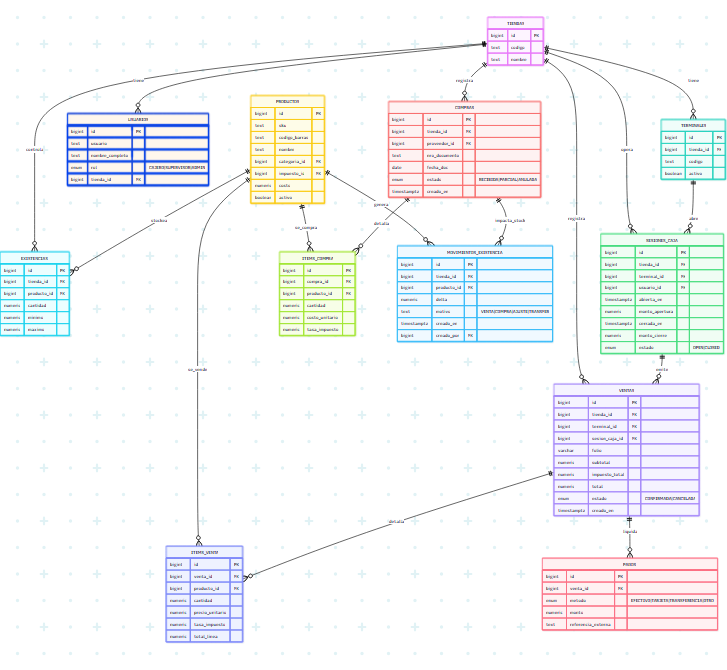 TIENDAS
bigint id PK
text codigo
text nombre
tiene
registra
tiene
PRODUCTOS
bigint id PK
text sku
text codigo_barras
text nombre
bigint categoria_id FK
bigint impuesto_id FK
numeric costo
boolean activo
COMPRAS
bigint id PK
bigint tienda_id FK
bigint proveedor_id FK
text nro_documento
date fecha_doc
enum estado RECIBIDA/PARCIAL/ANULADA
timestamptz creado_en
USUARIOS
bigint id PK
text usuario
text nombre_completo
enum rol CAJERO/SUPERVISOR/ADMIN
bigint tienda_id FK
TERMINALES
bigint id PK
bigint tienda_id FK
text codigo
boolean activo
controla
opera
stockea
genera
detalla
impacta_stock
registra
abre
se_compra
EXISTENCIAS
bigint id PK
bigint tienda_id FK
bigint producto_id FK
numeric cantidad
numeric minimo
numeric maximo
ITEMS_COMPRA
bigint id PK
bigint compra_id FK
bigint producto_id FK
numeric cantidad
numeric costo_unitario
numeric tasa_impuesto
MOVIMIENTOS_EXISTENCIA
bigint id PK
bigint tienda_id FK
bigint producto_id FK
numeric delta
text motivo VENTA/COMPRA/AJUSTE/TRANSFER
timestamptz creado_en
bigint creado_por FK
SESIONES_CAJA
bigint id PK
bigint tienda_id FK
bigint terminal_id FK
bigint usuario_id FK
timestamptz abierta_en
numeric monto_apertura
timestamptz cerrada_en
numeric monto_cierre
enum estado OPEN/CLOSED
se_vende
VENTAS
bigint id PK
bigint tienda_id FK
bigint terminal_id FK
bigint sesion_caja_id FK
varchar folio
numeric subtotal
numeric impuesto_total
numeric total
enum estado CONFIRMADA/CANCELADA
timestamptz creado_en
detalla
liquida
ITEMS_VENTA
bigint id PK
bigint venta_id FK
bigint producto_id FK
numeric cantidad
numeric precio_unitario
numeric tasa_impuesto
numeric total_linea
PAGOS
bigint id PK
bigint venta_id FK
enum metodo EFECTIVO/TARJETA/TRANSFERENCIA/OTRO
numeric monto
text referencia_externa